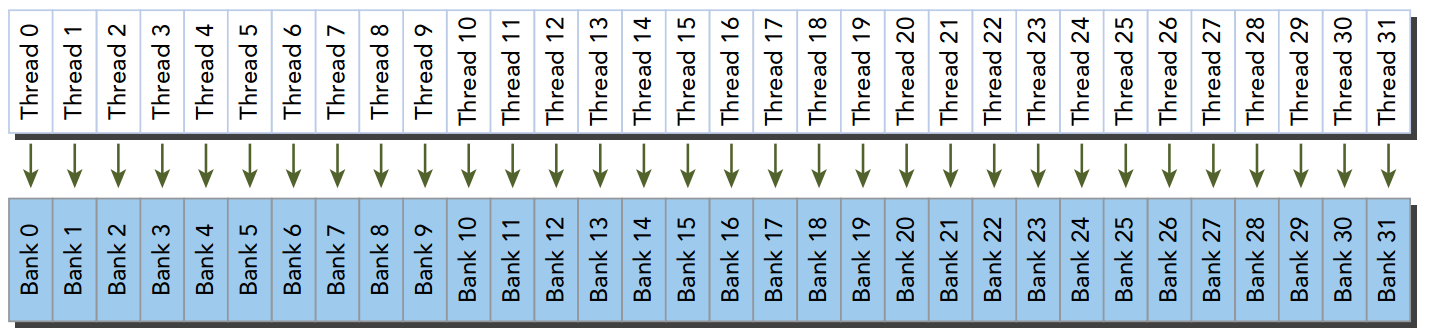 Thread 0
Thread 1
Thread 2
Thread 3
Thread 4
Thread 5
Thread 6
Thread 7
Thread 8
Thread 9
Thread 10
Thread 11
Thread 12
Thread 13
Thread 14
Thread 15
Thread 16
Thread 17
Thread 18
Thread 19
Thread 20
Thread 21
Thread 22
Thread 23
Thread 24
Thread 25
Thread 26
Thread 27
Thread 28
Thread 29
Thread 30
Thread 31
Bank 0
Bank 1
Bank 2
Bank 3
Bank 4
Bank 5
Bank 6
Bank 7
Bank 8
Bank 9
Bank 10
Bank 11
Bank 12
Bank 13
Bank 14
Bank 15
Bank 16
Bank 17
Bank 18
Bank 19
Bank 20
Bank 21
Bank 22
Bank 23
Bank 24
Bank 25
Bank 26
Bank 27
Bank 28
Bank 29
Bank 30
Bank 31